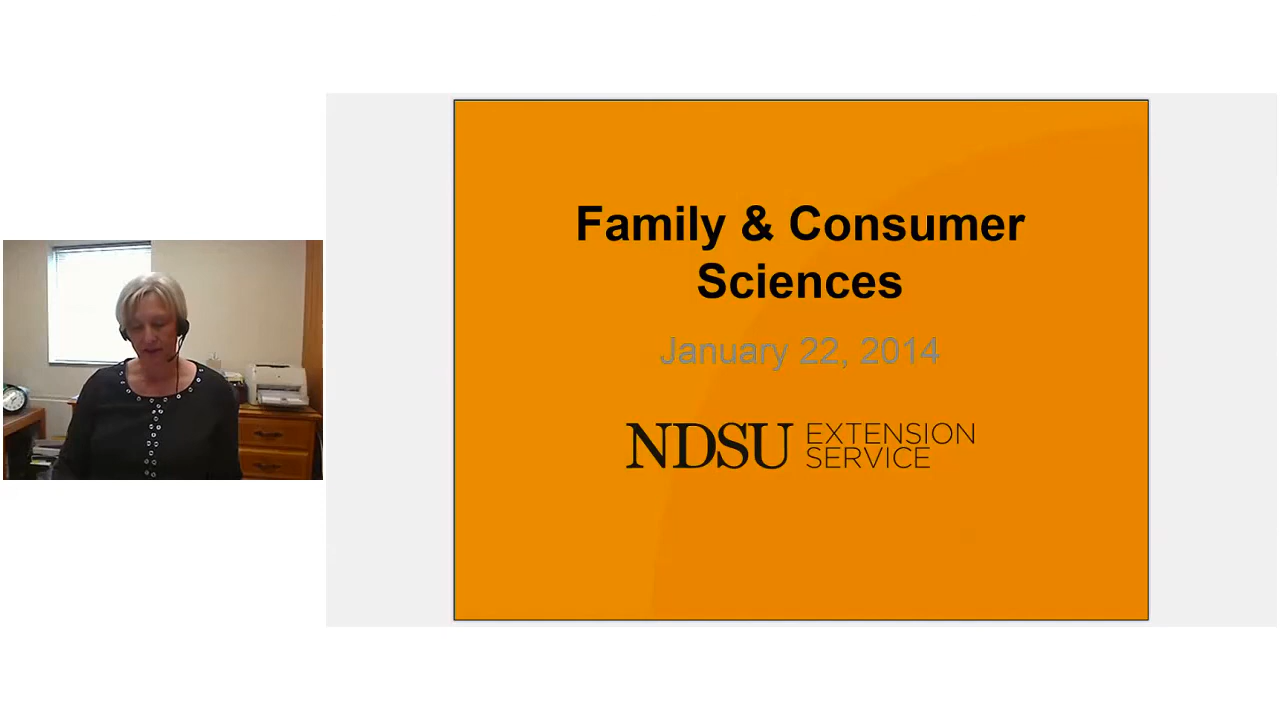 Family & Consumer
Sciences
January 22, 2014
NDSU EXTENSION
SERVICE